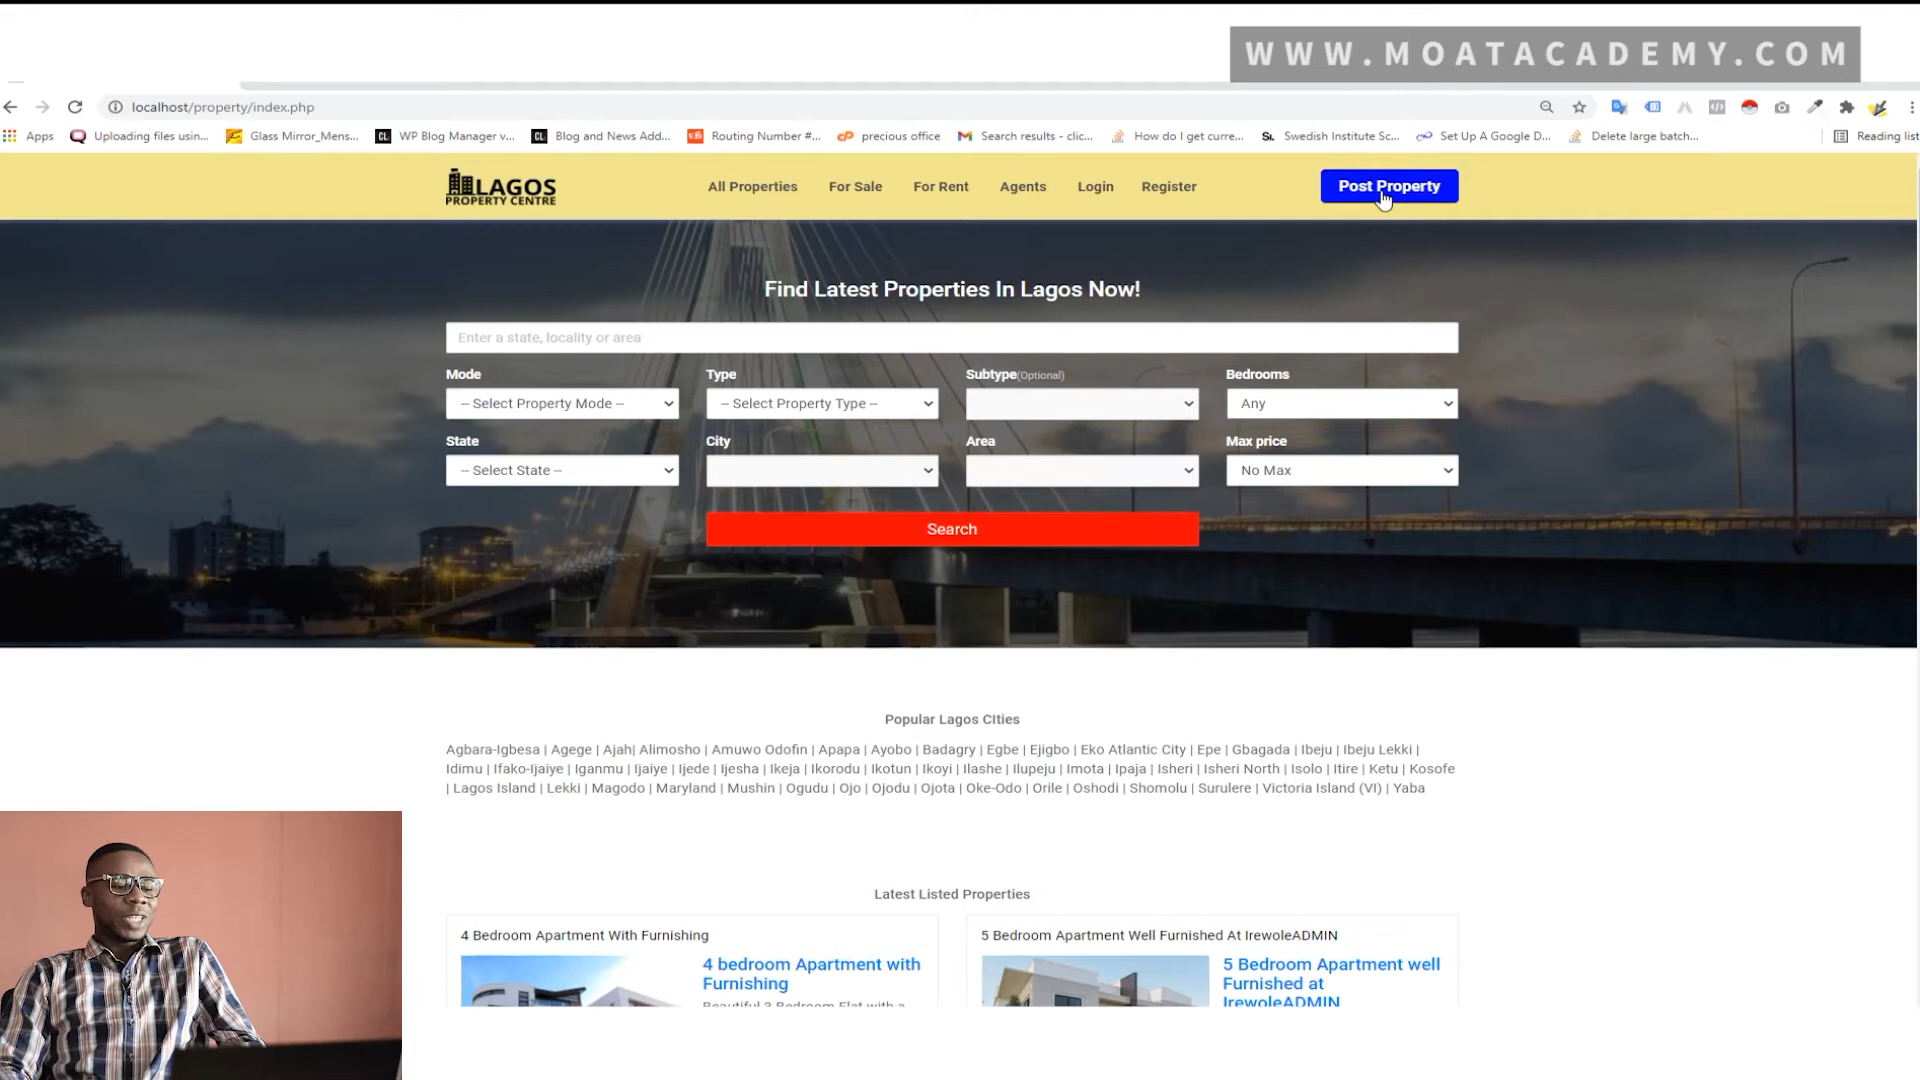 WWW.MOATACADEMY.COM
localhost/property/index.php
Apps Uploading files usin... Glass Mirror_Mens... WP Blog Manager v... Blog and News Add... Routing Number #... precious office Search results - clic... How do I get curre... Swedish Institute Sc... Set Up A Google D... Delete large batch... Reading list
LAGOS
PROPERTY CENTRE
All Properties For Sale For Rent Agents Login Register Post Property
Find Latest Properties In Lagos Now!
Enter a state, locality or area
Mode Type Subtype(Optional) Bedrooms
-- Select Property Mode -- -- Select Property Type -- Any
State City Area Max price
-- Select State -- No Max
Search
Popular Lagos CIties
Agbara-Igbesa | Agege | Ajah| Alimosho | Amuwo Odofin | Apapa | Ayobo | Badagry | Egbe | Ejigbo | Eko Atlantic City | Epe | Gbagada | Ibeju | Ibeju Lekki |
Idimu | Ifako-Ijaiye | Iganmu | Ijaiye | Ijede | Ijesha | Ikeja | Ikorodu | Ikotun | Ikoyi | Ilashe | Ilupeju | Imota | Ipaja | Isheri | Isheri North | Isolo | Itire | Ketu | Kosofe
| Lagos Island | Lekki | Magodo | Maryland | Mushin | Ogudu | Ojo | Ojodu | Ojota | Oke-Odo | Orile | Oshodi | Shomolu | Surulere | Victoria Island (VI) | Yaba
Latest Listed Properties
4 Bedroom Apartment With Furnishing
4 bedroom Apartment with
Furnishing
Beautiful 3 Bedroom Flat with a
5 Bedroom Apartment Well Furnished At IrewoleADMIN
5 Bedroom Apartment well
Furnished at
IrewoleADMIN